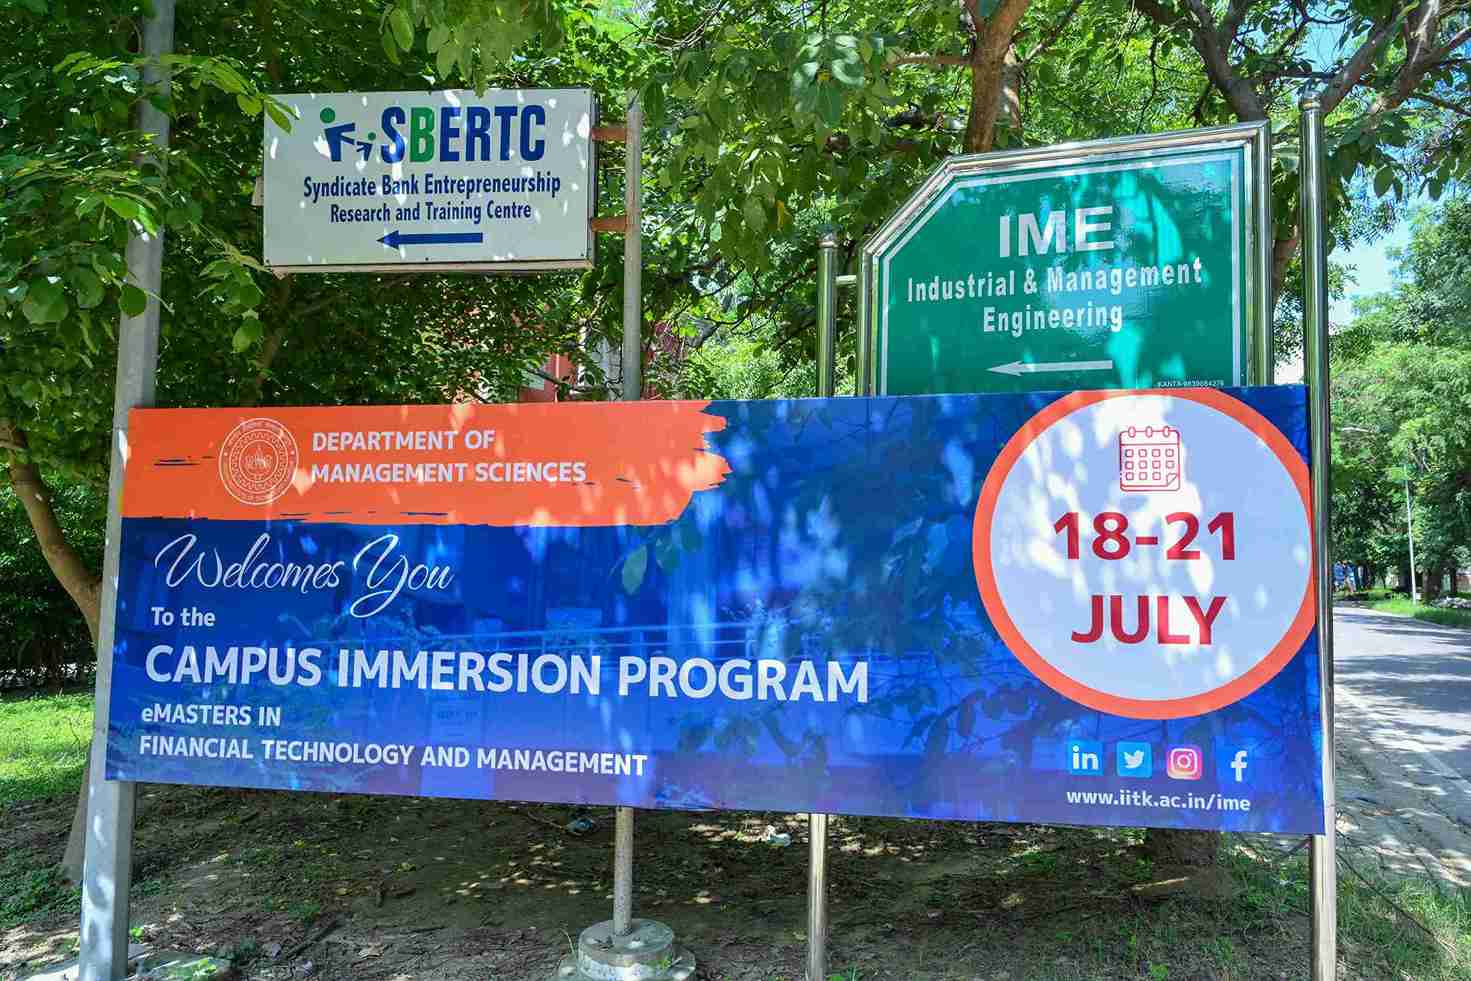 SBERTC
Syndicate Bank Entrepreneurship
Research and Training Centre
IME
Industrial & Management
Engineering
DEPARTMENT OF
MANAGEMENT SCIENCES
Welcomes You
To the
CAMPUS IMMERSION PROGRAM
eMASTERS IN
FINANCIAL TECHNOLOGY AND MANAGEMENT
18-21
JULY
in
f
www.iitk.ac.in/ime